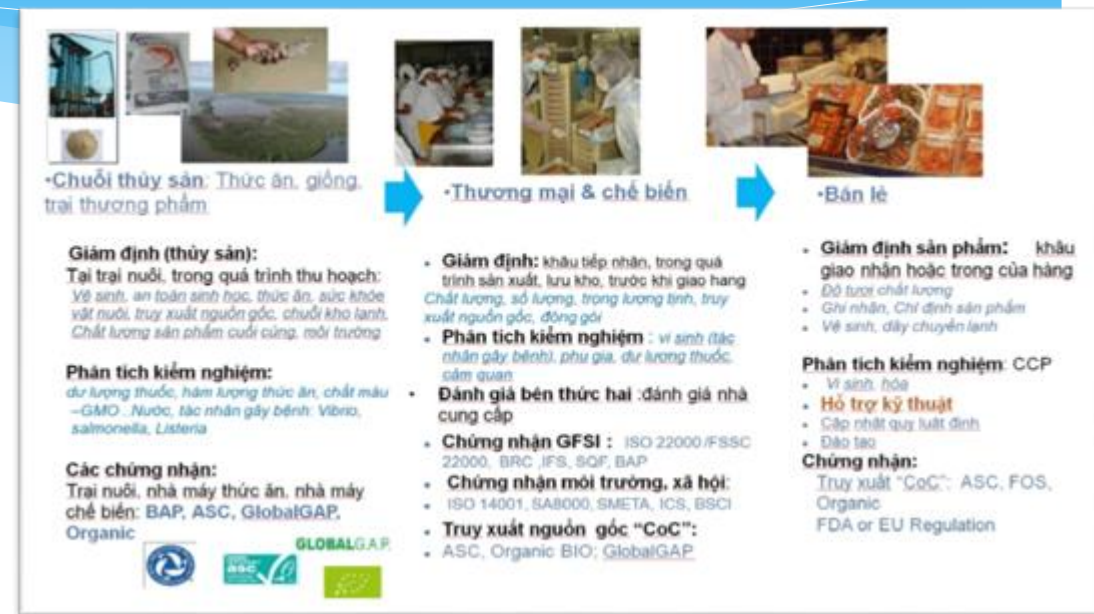 •Chuỗi thủy sản: Thức ăn, giống,
trại thương phẩm
Giám định (thủy sản):
Tại trại nuôi, trong quá trình thu hoạch:
Vệ sinh, an toàn sinh học, thức ăn, sức khỏe
vật nuôi, truy xuất nguồn gốc, chuỗi kho lạnh,
Chất lượng sản phẩm cuối cùng, môi trường
Phân tích kiểm nghiệm:
dư lượng thuốc, hàm lượng thức ăn, chất màu
–GMO . Nước, tác nhân gây bệnh: Vibrio,
salmonella, Listeria
Các chứng nhận:
Trại nuôi, nhà máy thức ăn, nhà máy
chế biến: BAP, ASC, GlobalGAP,
Organic
asc
GLOBALG.A.P.
•Thương mại & chế biến
• Giám định: khâu tiếp nhận, trong quá
trình sản xuất, lưu kho, trước khi giao hang
Chất lượng, số lượng, trọng lượng tịnh, truy
xuất nguồn gốc, đông gói
• Phân tích kiểm nghiệm : vi sinh (tác
nhân gây bệnh), phụ gia, dư lượng thuốc,
cảm quan
• Đánh giá bên thức hai :đánh giá nhà
cung cấp
• Chứng nhận GFSI : ISO 22000 /FSSC
22000, BRC ,IFS, SQF, BAP
• Chứng nhận môi trường, xã hội:
• ISO 14001, SA8000, SMETA, ICS, BSCI
• Truy xuất nguồn gốc “CoC”:
• ASC, Organic BIO; GlobalGAP
•Bán lẻ
• Giám định sản phẩm: khâu
giao nhận hoặc trong của hàng
• Độ tươi chất lượng
• Ghi nhãn, Chỉ định sản phẩm
• Vệ sinh, dây chuyền lạnh
Phân tích kiểm nghiệm: CCP
• Vi sinh, hóa
• Hỗ trợ kỹ thuật
• Cập nhật quy luật định
• Đào tạo
Chứng nhận:
Truy xuất “CoC”: ASC, FOS,
Organic
FDA or EU Regulation